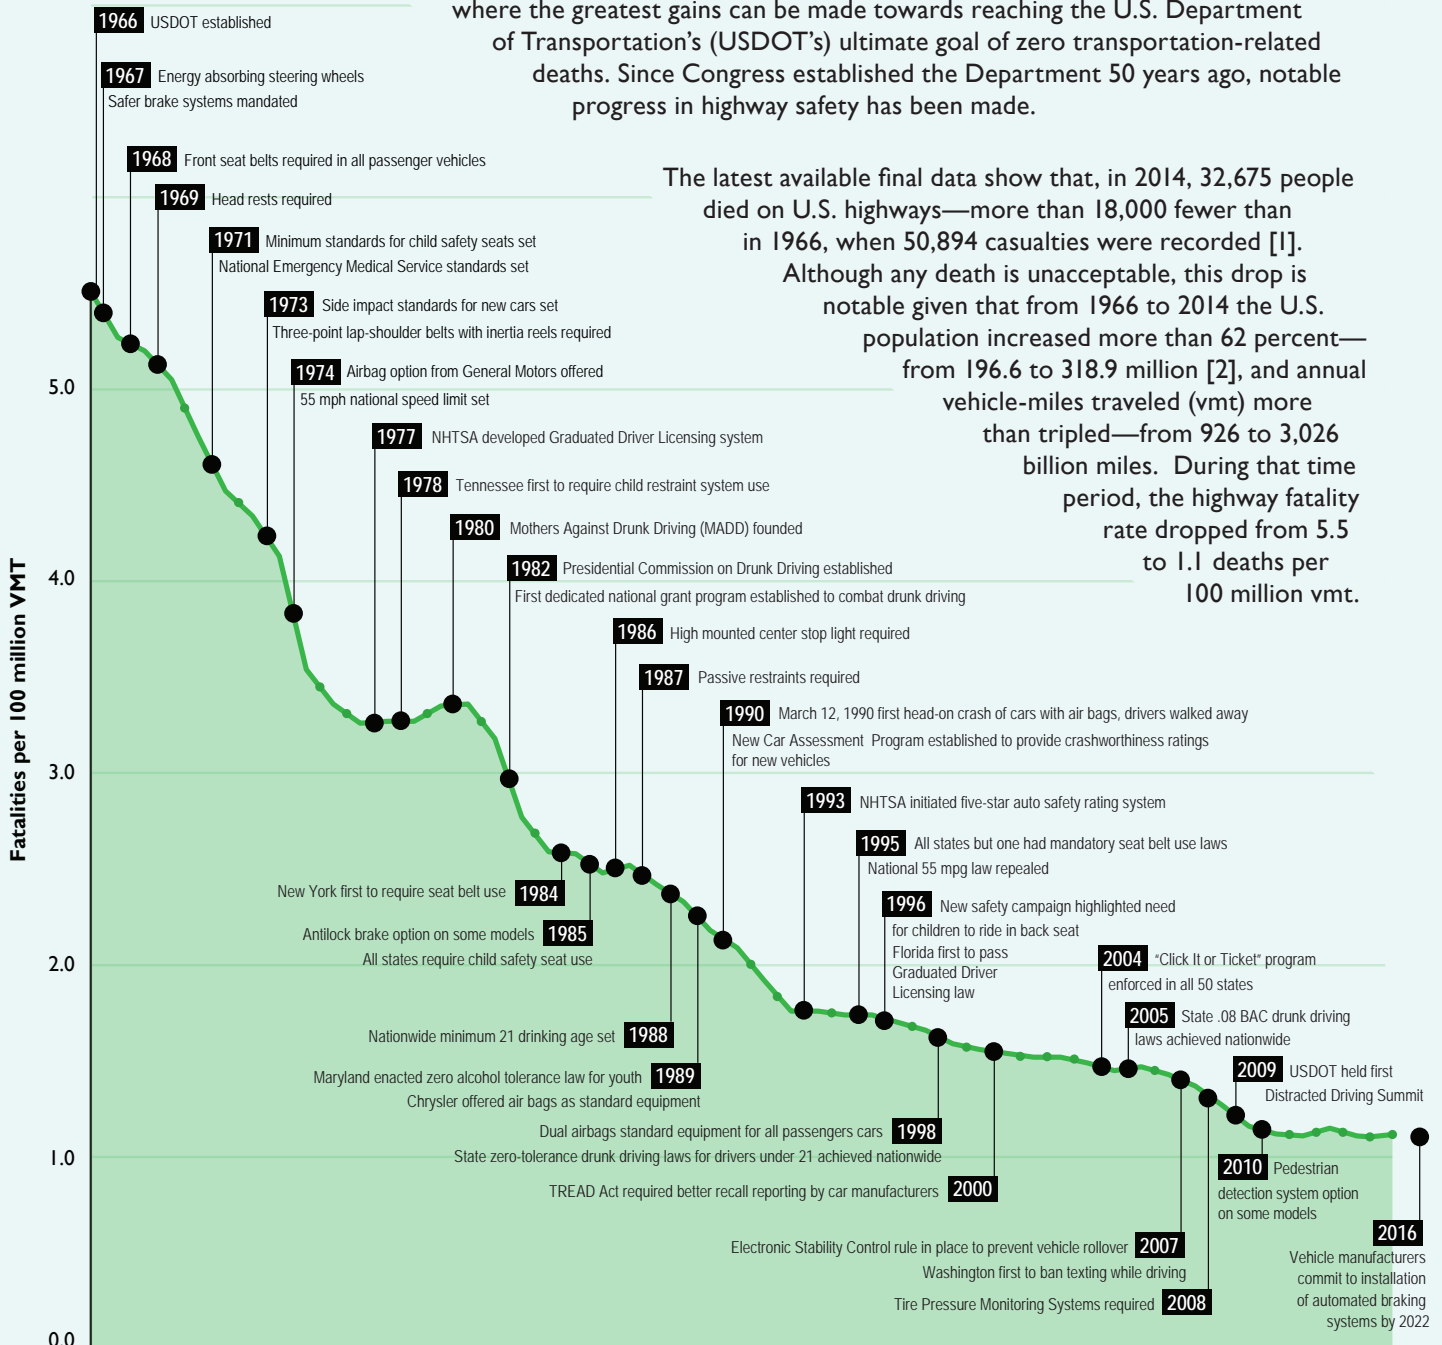 where the greatest gains can be made towards reaching the U.S. Department
of Transportation's (USDOT's) ultimate goal of zero transportation-related
deaths. Since Congress established the Department 50 years ago, notable
progress in highway safety has been made.
The latest available final data show that, in 2014, 32,675 people
died on U.S. highways—more than 18,000 fewer than
in 1966, when 50,894 casualties were recorded [1].
Although any death is unacceptable, this drop is
notable given that from 1966 to 2014 the U.S.
population increased more than 62 percent—
from 196.6 to 318.9 million [2], and annual
vehicle-miles traveled (vmt) more
than tripled—from 926 to 3,026
billion miles.  During that time
period, the highway fatality
rate dropped from 5.5
to 1.1 deaths per
100 million vmt.
Fatalities per 100 million VMT
5.0
4.0
3.0
2.0
1.0
0.0
1966 USDOT established
1967 Energy absorbing steering wheels
Safer brake systems mandated
1968 Front seat belts required in all passenger vehicles
1969 Head rests required
1971 Minimum standards for child safety seats set
National Emergency Medical Service standards set
1973 Side impact standards for new cars set
Three-point lap-shoulder belts with inertia reels required
1974 Airbag option from General Motors offered
55 mph national speed limit set
1977 NHTSA developed Graduated Driver Licensing system
1978 Tennessee first to require child restraint system use
1980 Mothers Against Drunk Driving (MADD) founded
1982 Presidential Commission on Drunk Driving established
First dedicated national grant program established to combat drunk driving
New York first to require seat belt use 1984
Antilock brake option on some models 1985
All states require child safety seat use
1986 High mounted center stop light required
1987 Passive restraints required
Nationwide minimum 21 drinking age set 1988
Maryland enacted zero alcohol tolerance law for youth 1989
Chrysler offered air bags as standard equipment
1990 March 12, 1990 first head-on crash of cars with air bags, drivers walked away
New Car Assessment  Program established to provide crashworthiness ratings
for new vehicles
1993 NHTSA initiated five-star auto safety rating system
1995 All states but one had mandatory seat belt use laws
National 55 mpg law repealed
1996 New safety campaign highlighted need
for children to ride in back seat
Florida first to pass
Graduated Driver
Licensing law
Dual airbags standard equipment for all passengers cars 1998
State zero-tolerance drunk driving laws for drivers under 21 achieved nationwide
TREAD Act required better recall reporting by car manufacturers 2000
2004 "Click It or Ticket" program
enforced in all 50 states
2005 State .08 BAC drunk driving
laws achieved nationwide
Electronic Stability Control rule in place to prevent vehicle rollover 2007
Washington first to ban texting while driving
Tire Pressure Monitoring Systems required 2008
2009 USDOT held first
Distracted Driving Summit
2010 Pedestrian
detection system option
on some models
2016
Vehicle manufacturers
commit to installation
of automated braking
systems by 2022